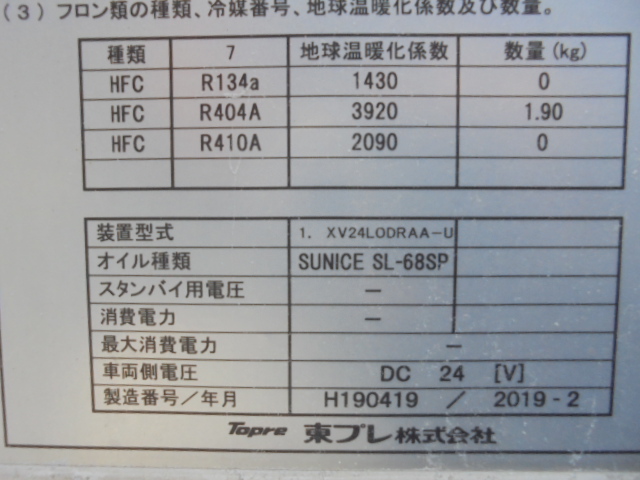 (3) フロン類の種類、冷媒番号、地球温暖化係数及び数量。
種類 7 地球温暖化係数 数量(kg)
HFC R134a 1430 0
HFC R404A 3920 1.90
HFC R410A 2090 0
装置型式 1. XV24LODRAA-U
オイル種類 SUNICE SL-68SP
スタンバイ用電圧 －
消費電力 －
最大消費電力 －
車両側電圧 DC 24 [V]
製造番号／年月 H190419 ／ 2019-2
Topre 東プレ株式会社